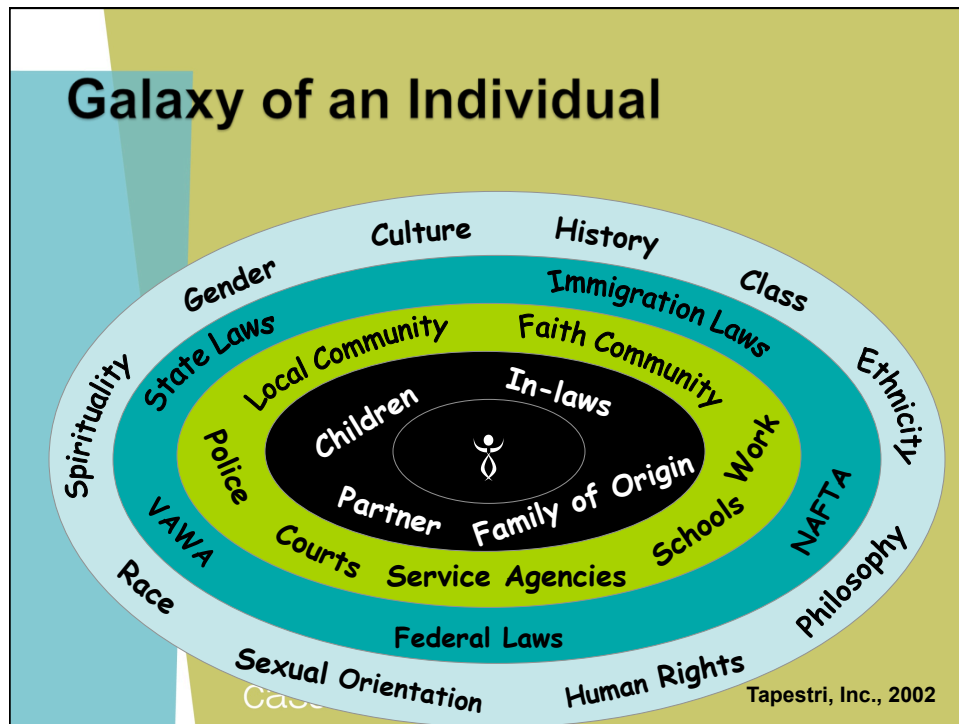 Galaxy of an Individual
Culture
History
Gender
Class
Spirituality
Ethnicity
Race
Philosophy
Sexual Orientation
Human Rights
State Laws
Immigration Laws
VAWA
NAFTA
Federal Laws
Local Community
Faith Community
Police
Work
Courts
Schools
Service Agencies
Children
In-laws
Partner
Family of Origin
Tapestri, Inc., 2002